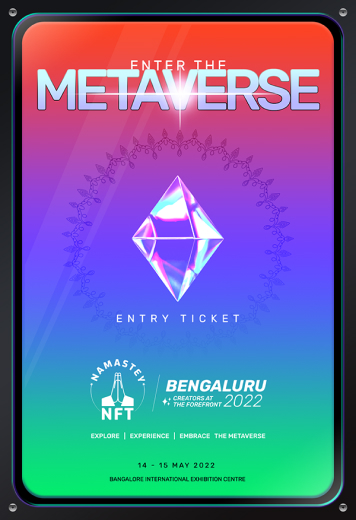 ENTER THE
METAVERSE
ENTRY TICKET
NAMASTEY
NFT
BENGALURU
CREATORS AT
THE FOREFRONT 2022
EXPLORE | EXPERIENCE | EMBRACE THE METAVERSE
14 - 15 MAY 2022
BANGALORE INTERNATIONAL EXHIBITION CENTRE